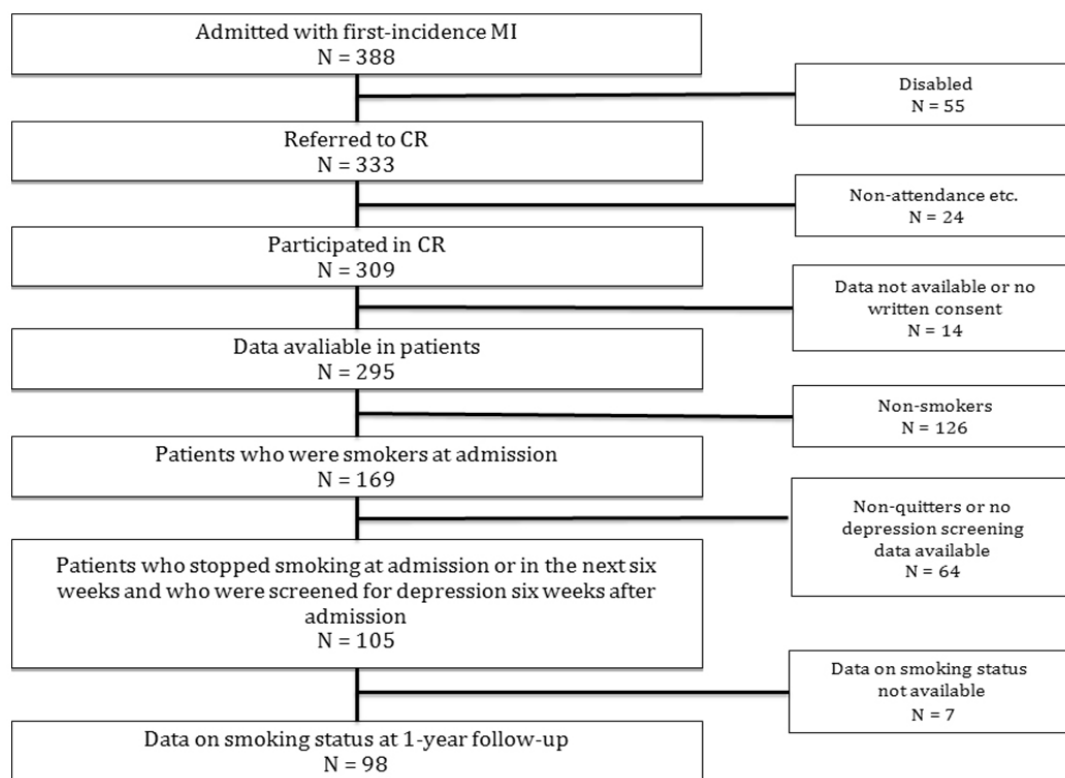 Admitted with first-incidence MI
N = 388
Disabled
N = 55
Referred to CR
N = 333
Non-attendance etc.
N = 24
Participated in CR
N = 309
Data not available or no
written consent
N = 14
Data avaliable in patients
N = 295
Non-smokers
N = 126
Patients who were smokers at admission
N = 169
Non-quitters or no
depression screening
data available
N = 64
Patients who stopped smoking at admission or in the next six
weeks and who were screened for depression six weeks after
admission
N = 105
Data on smoking status
not available
N = 7
Data on smoking status at 1-year follow-up
N = 98